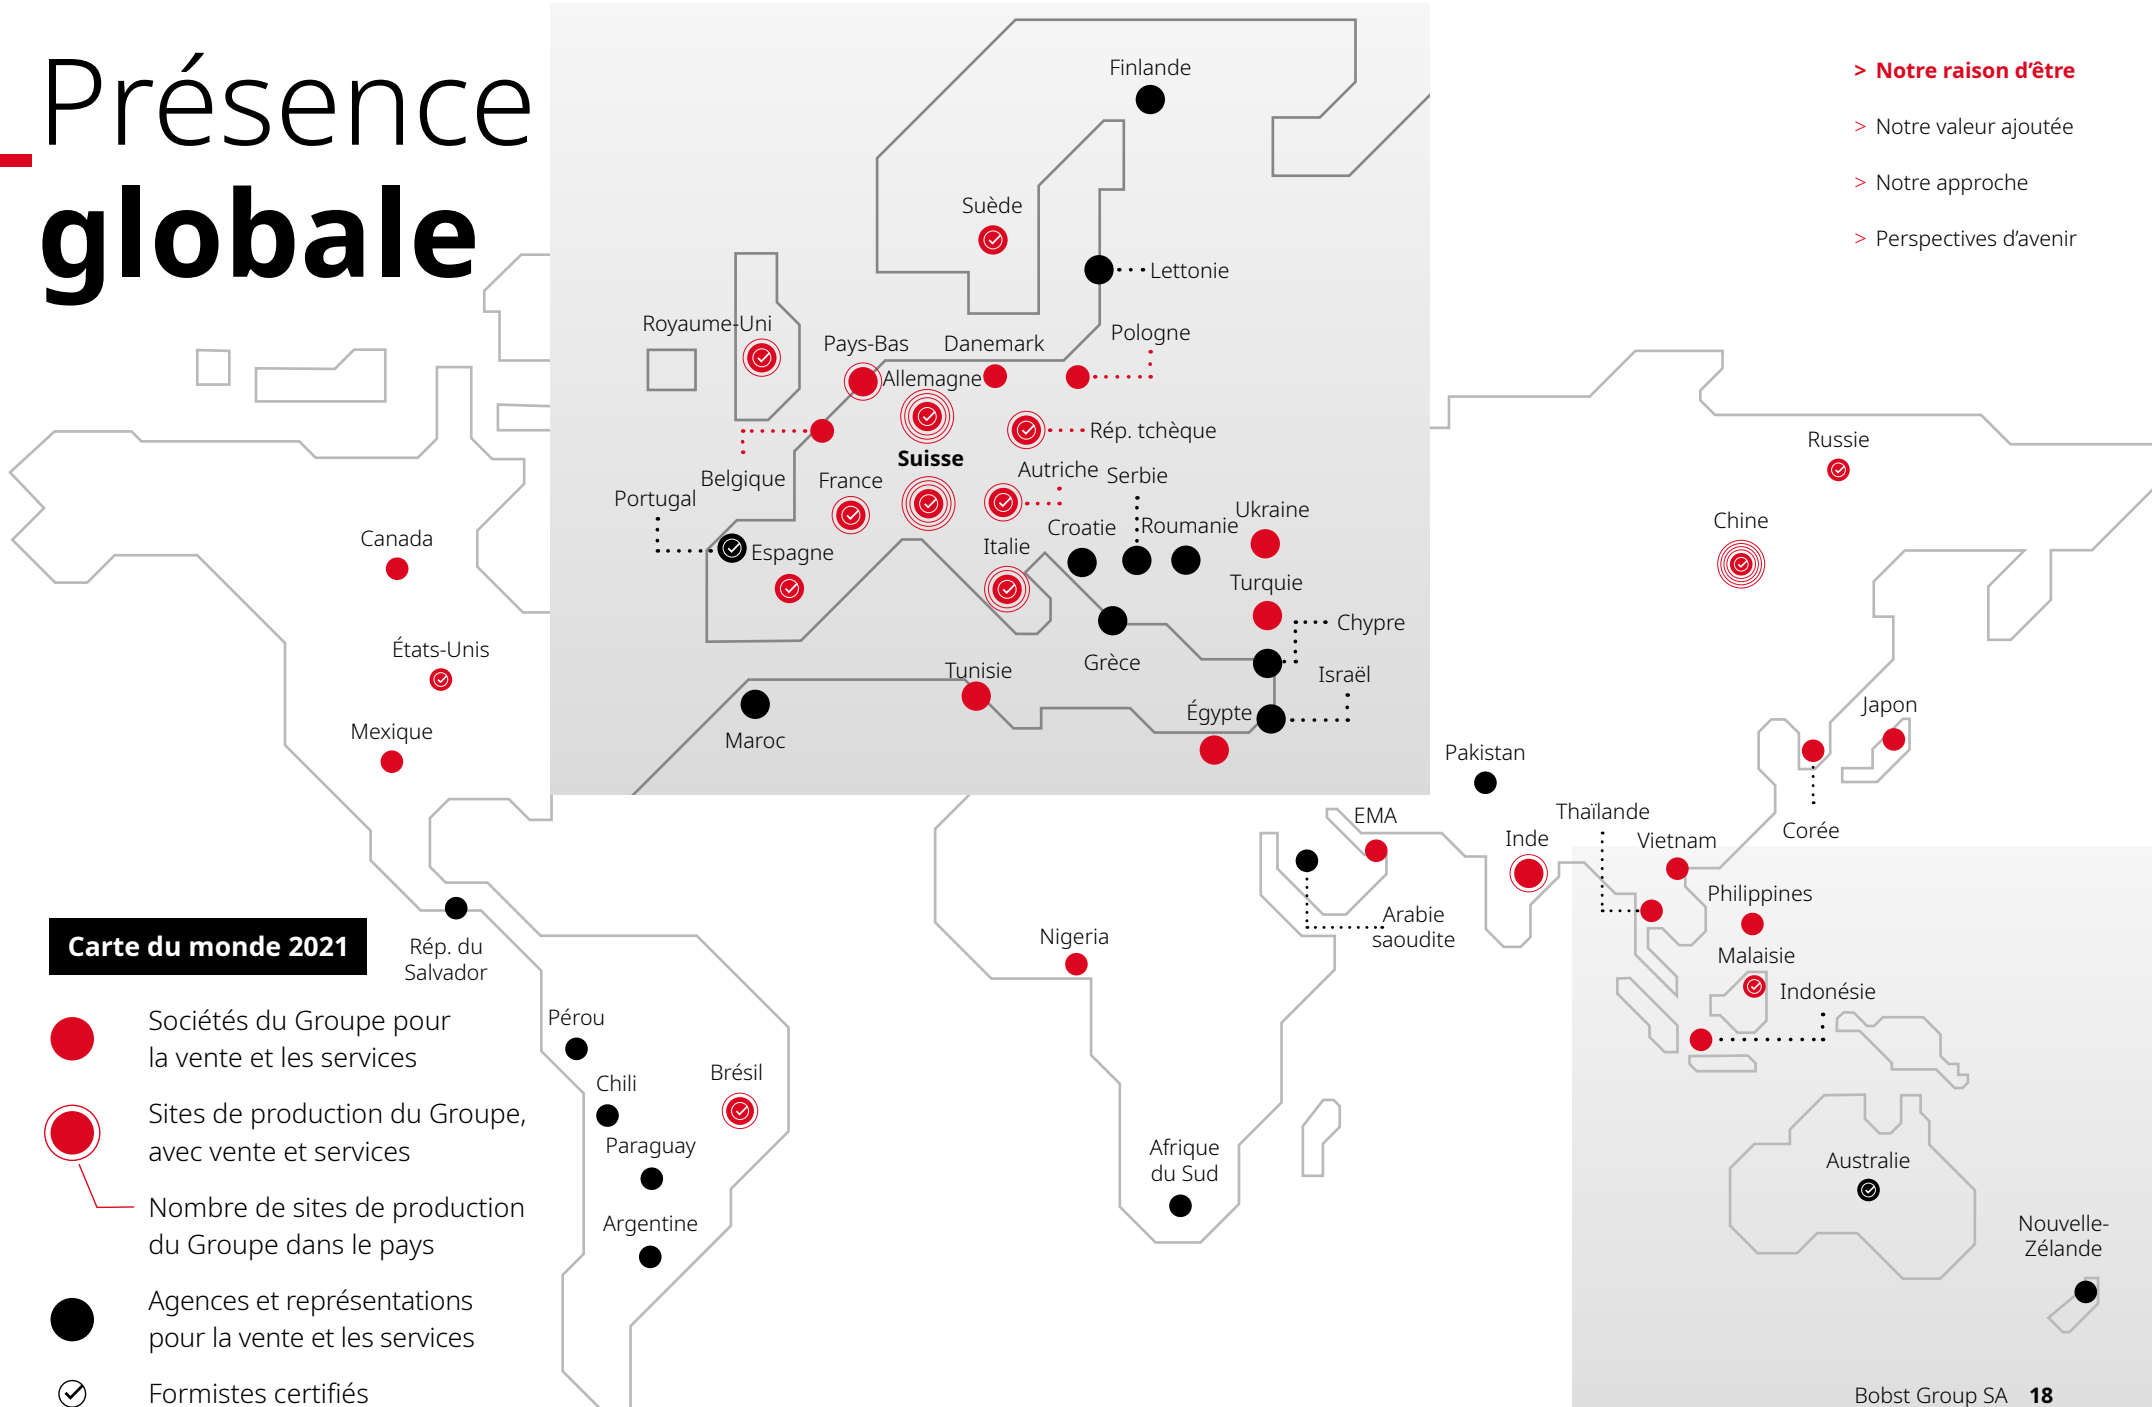 Présence
globale
> Notre raison d’être
> Notre valeur ajoutée
> Notre approche
> Perspectives d’avenir
Finlande
Suède
Lettonie
Royaume-Uni
Pays-Bas
Danemark
Pologne
Allemagne
Rép. tchèque
Suisse
Belgique
France
Autriche
Serbie
Portugal
Espagne
Italie
Croatie
Roumanie
Ukraine
Turquie
Chypre
Grèce
Israël
Tunisie
Égypte
Maroc
Canada
États-Unis
Mexique
Rép. du
Salvador
Pérou
Chili
Brésil
Paraguay
Argentine
Nigeria
Afrique
du Sud
Arabie
saoudite
EMA
Pakistan
Inde
Russie
Chine
Japon
Corée
Thaïlande
Vietnam
Philippines
Malaisie
Indonésie
Australie
Nouvelle-
Zélande
Carte du monde 2021
Sociétés du Groupe pour
la vente et les services
Sites de production du Groupe,
avec vente et services
Nombre de sites de production
du Groupe dans le pays
Agences et représentations
pour la vente et les services
Formistes certifiés
Bobst Group SA 18